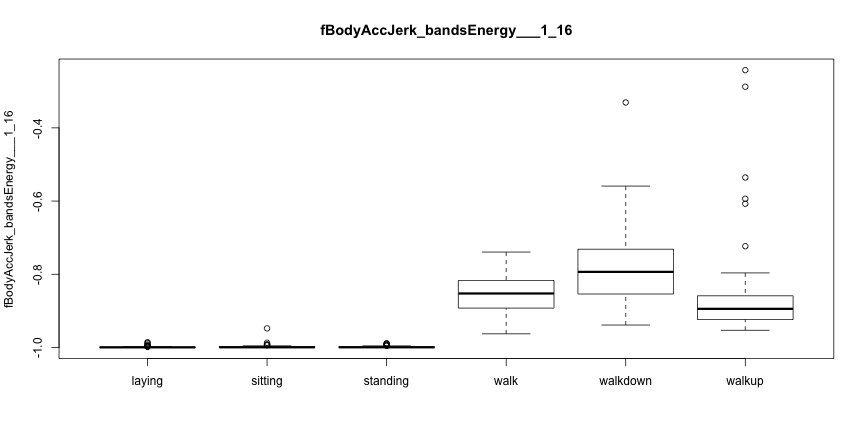 fBodyAccJerk_bandsEnergy___1_16
fBodyAccJerk_bandsEnergy___1_16
-0.4
-0.6
-0.8
-1.0
laying sitting standing walk walkdown walkup